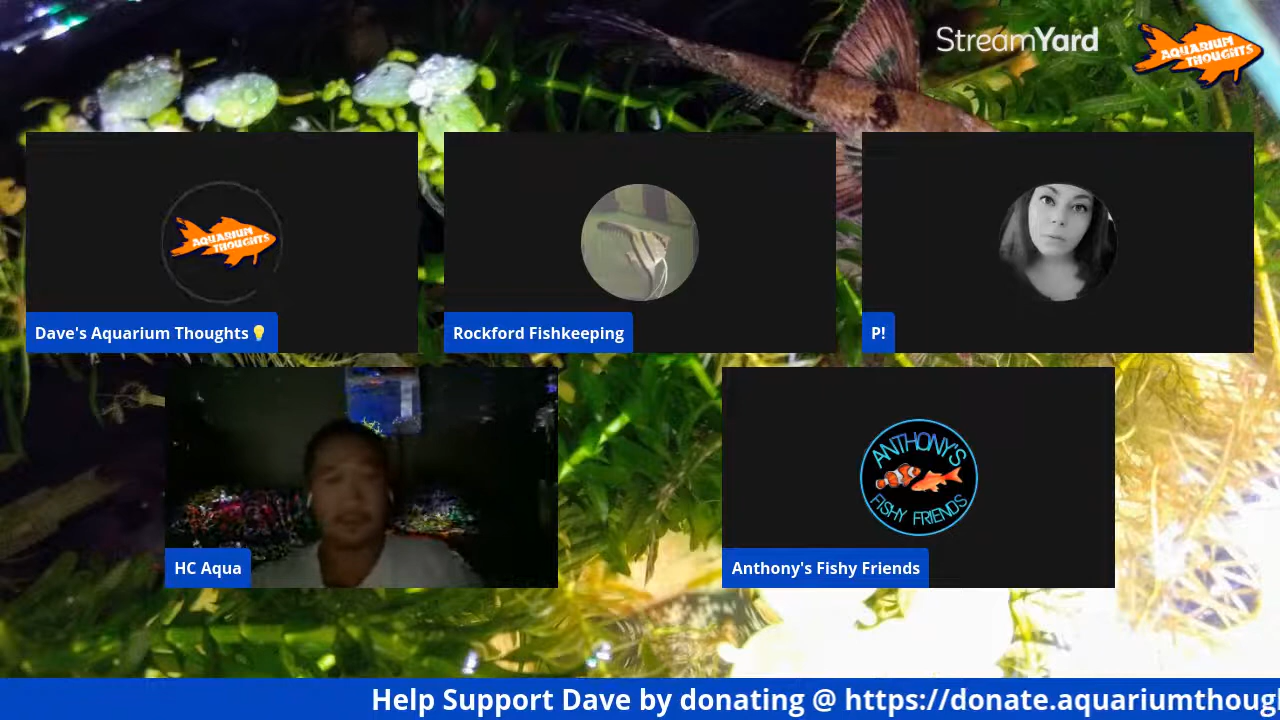 StreamYard
AQUARIUM
THOUGHTS
AQUARIUM
THOUGHTS
Dave's Aquarium Thoughts💡
Rockford Fishkeeping
P!
HC Aqua
ANTHONY'S
FISHY FRIENDS
Anthony's Fishy Friends
Help Support Dave by donating @ https://donate.aquariumthoug